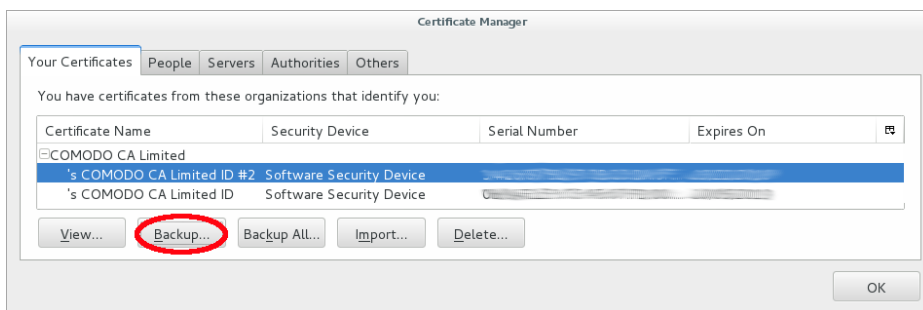 Certificate Manager
Your Certificates People Servers Authorities Others
You have certificates from these organizations that identify you:
Certificate Name Security Device Serial Number Expires On
COMODO CA Limited
's COMODO CA Limited ID #2 Software Security Device
's COMODO CA Limited ID Software Security Device
View... Backup... Backup All... Import... Delete...
OK